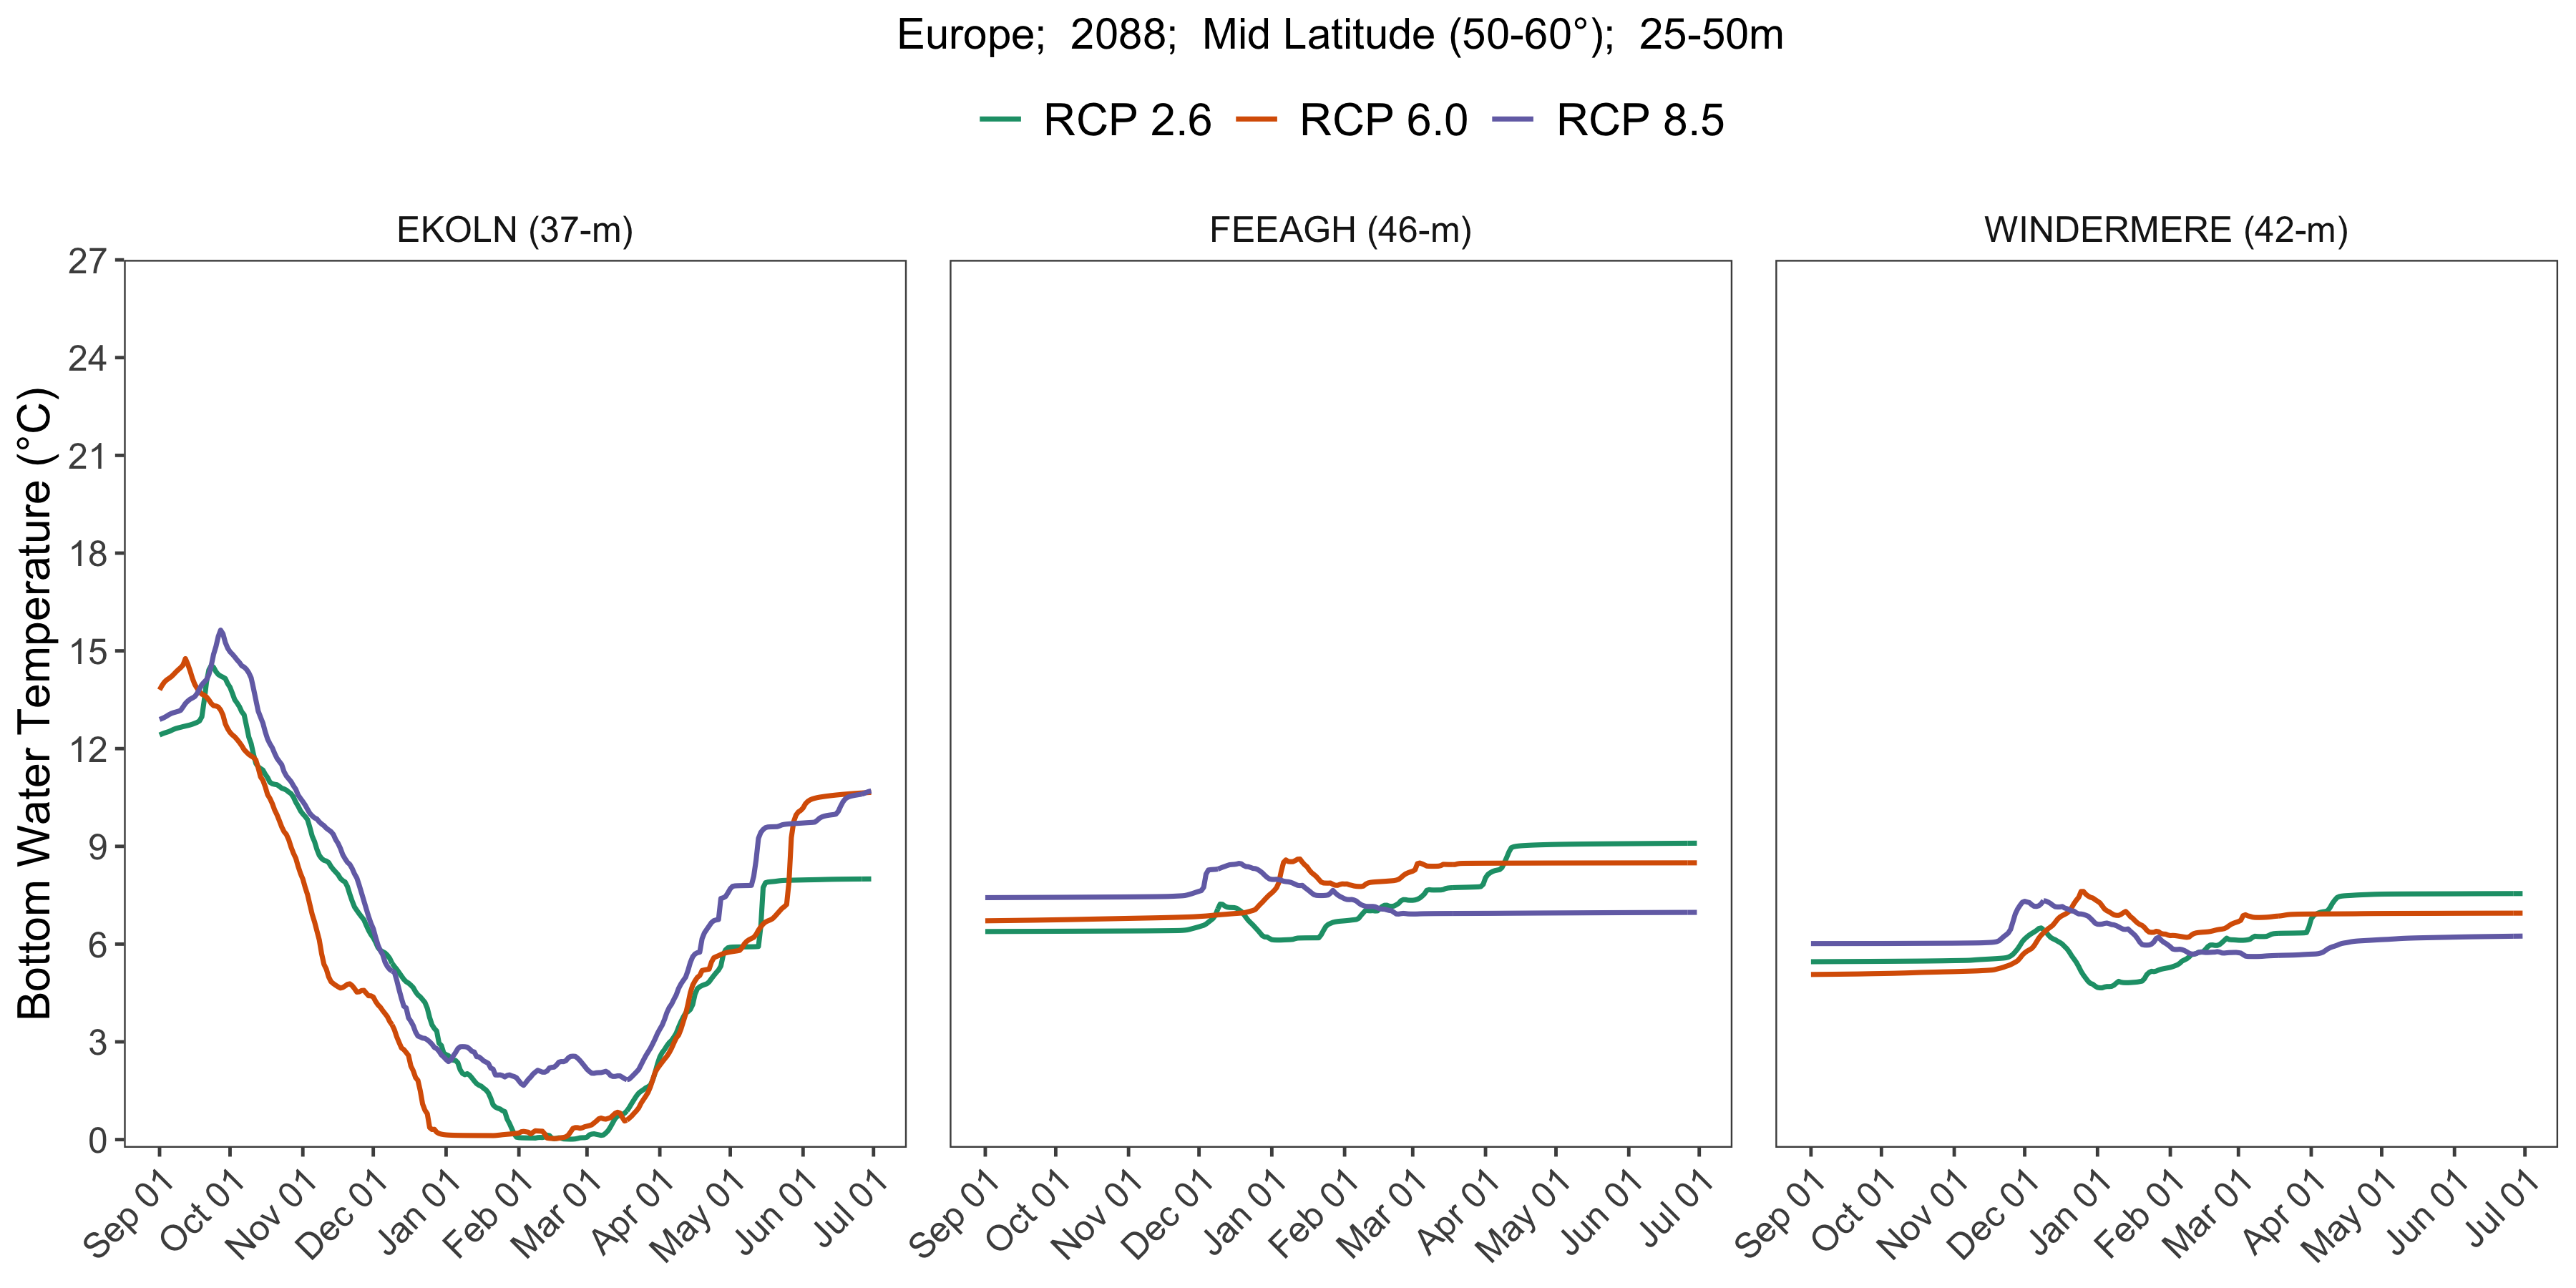 Europe;  2088;  Mid Latitude (50-60°);  25-50m
RCP 2.6 RCP 6.0 RCP 8.5
EKOLN (37-m) FEEAGH (46-m) WINDERMERE (42-m)
Bottom Water Temperature (°C)
27
24
21
18
15
12
9
6
3
0
Sep 01 Oct 01 Nov 01 Dec 01 Jan 01 Feb 01 Mar 01 Apr 01 May 01 Jun 01 Jul 01 Sep 01 Oct 01 Nov 01 Dec 01 Jan 01 Feb 01 Mar 01 Apr 01 May 01 Jun 01 Jul 01 Sep 01 Oct 01 Nov 01 Dec 01 Jan 01 Feb 01 Mar 01 Apr 01 May 01 Jun 01 Jul 01